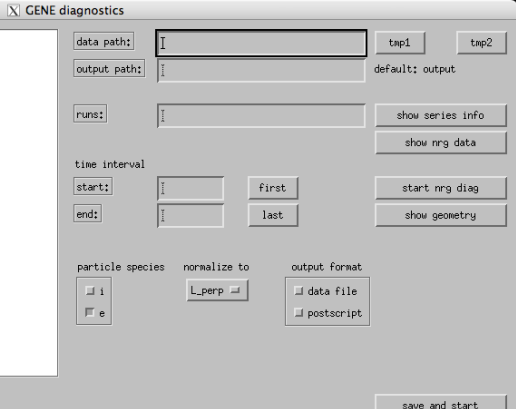 X GENE diagnostics
data path: tmp1 tmp2
output path: default: output
runs: show series info
show nrg data
time interval
start: first start nrg diag
end: last show geometry
particle species normalize to output format
i L_perp data file
e postscript
save and start